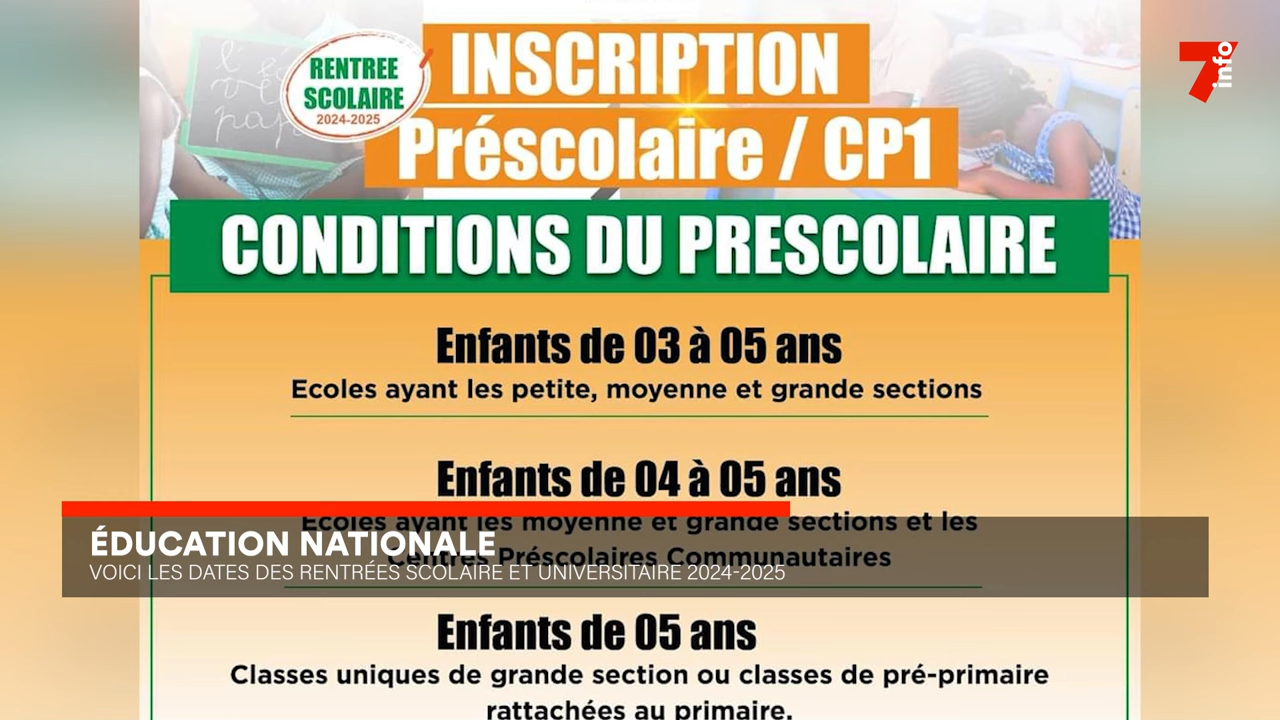 RENTREE
SCOLAIRE
2024-2025
INSCRIPTION
Préscolaire / CP1
7info
CONDITIONS DU PRESCOLAIRE
Enfants de 03 à 05 ans
Ecoles ayant les petite, moyenne et grande sections
Enfants de 04 à 05 ans
Ecoles ayant les moyenne et grande sections et les
Centres Préscolaires Communautaires
ÉDUCATION NATIONALE
VOICI LES DATES DES RENTRÉES SCOLAIRE ET UNIVERSITAIRE 2024-2025
Enfants de 05 ans
Classes uniques de grande section ou classes de pré-primaire
rattachées au primaire.